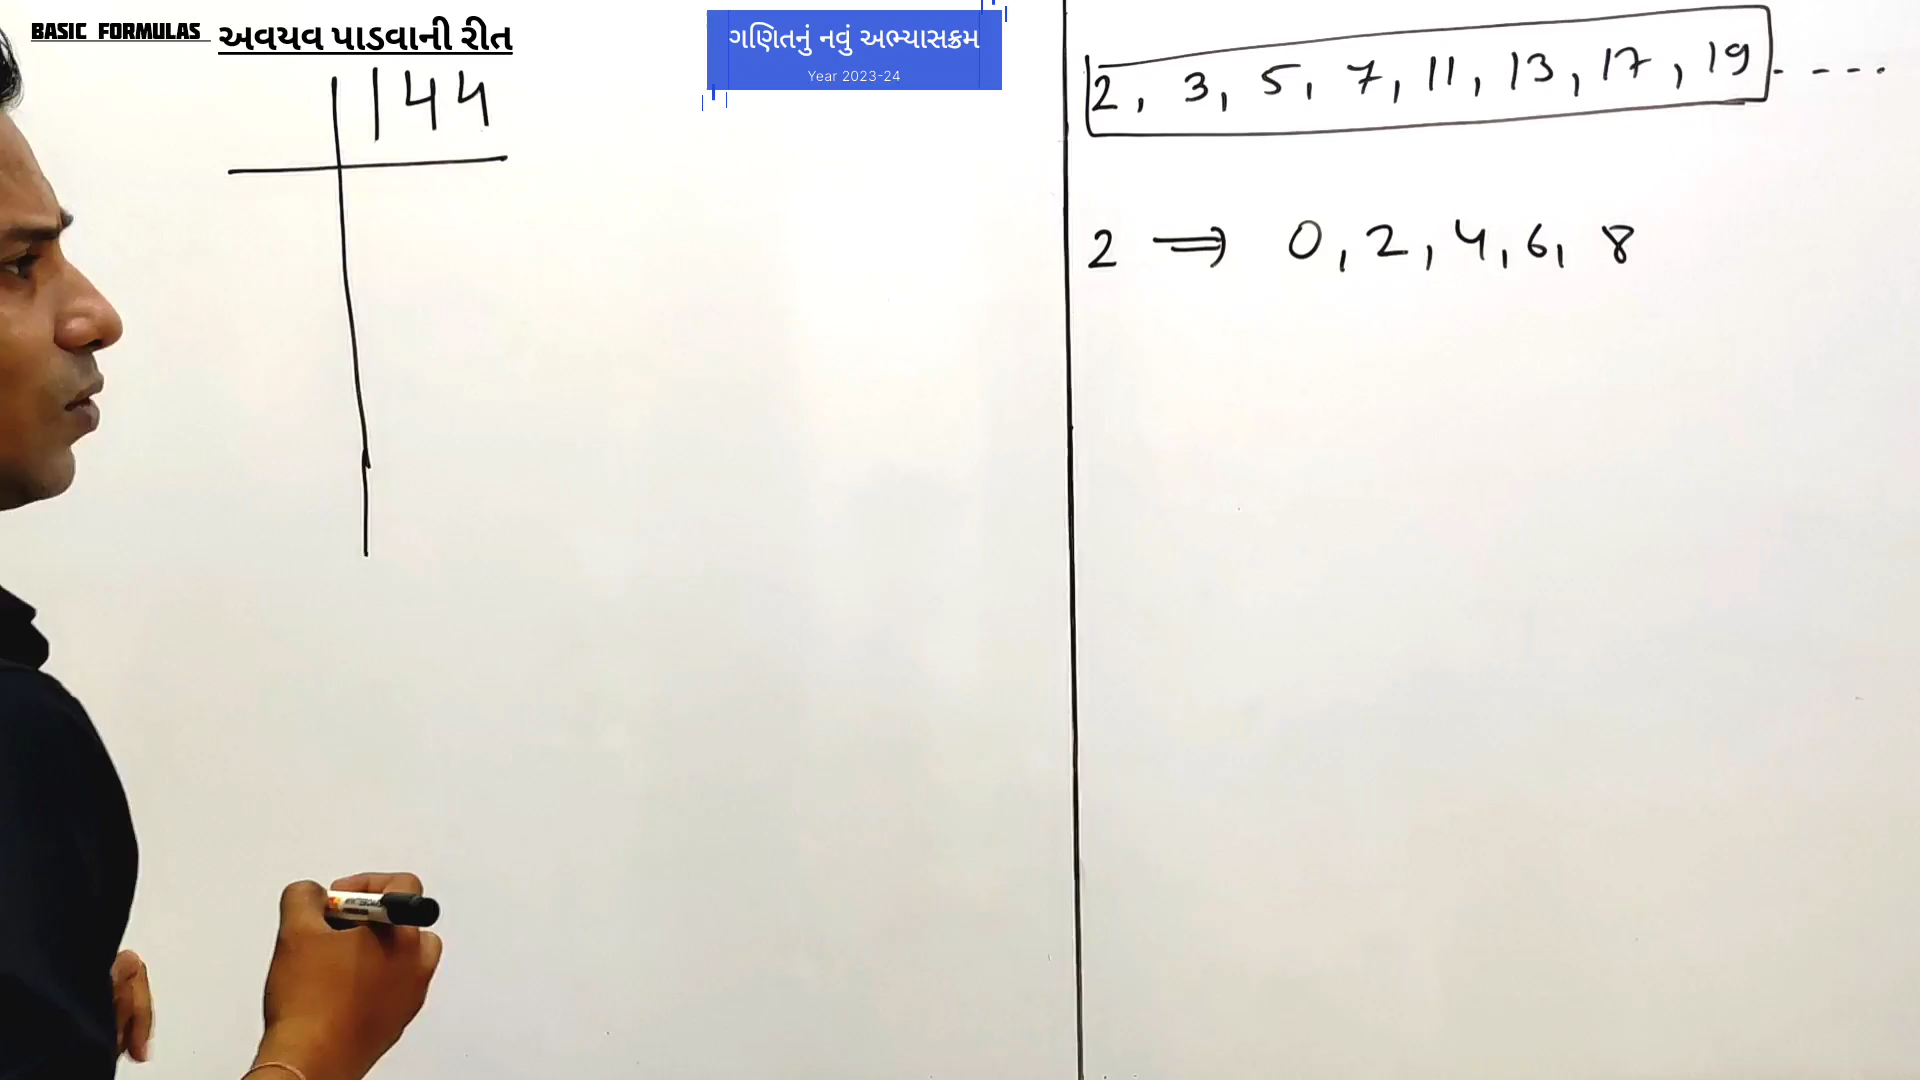 BASIC FORMULAS અવયવ પાડવાની રીત
ગણિતનું નવું અભ્યાસક્રમ
Year 2023-24
144
2, 3, 5, 7, 11, 13, 17, 19 ----
2 ⇒ 0, 2, 4, 6, 8